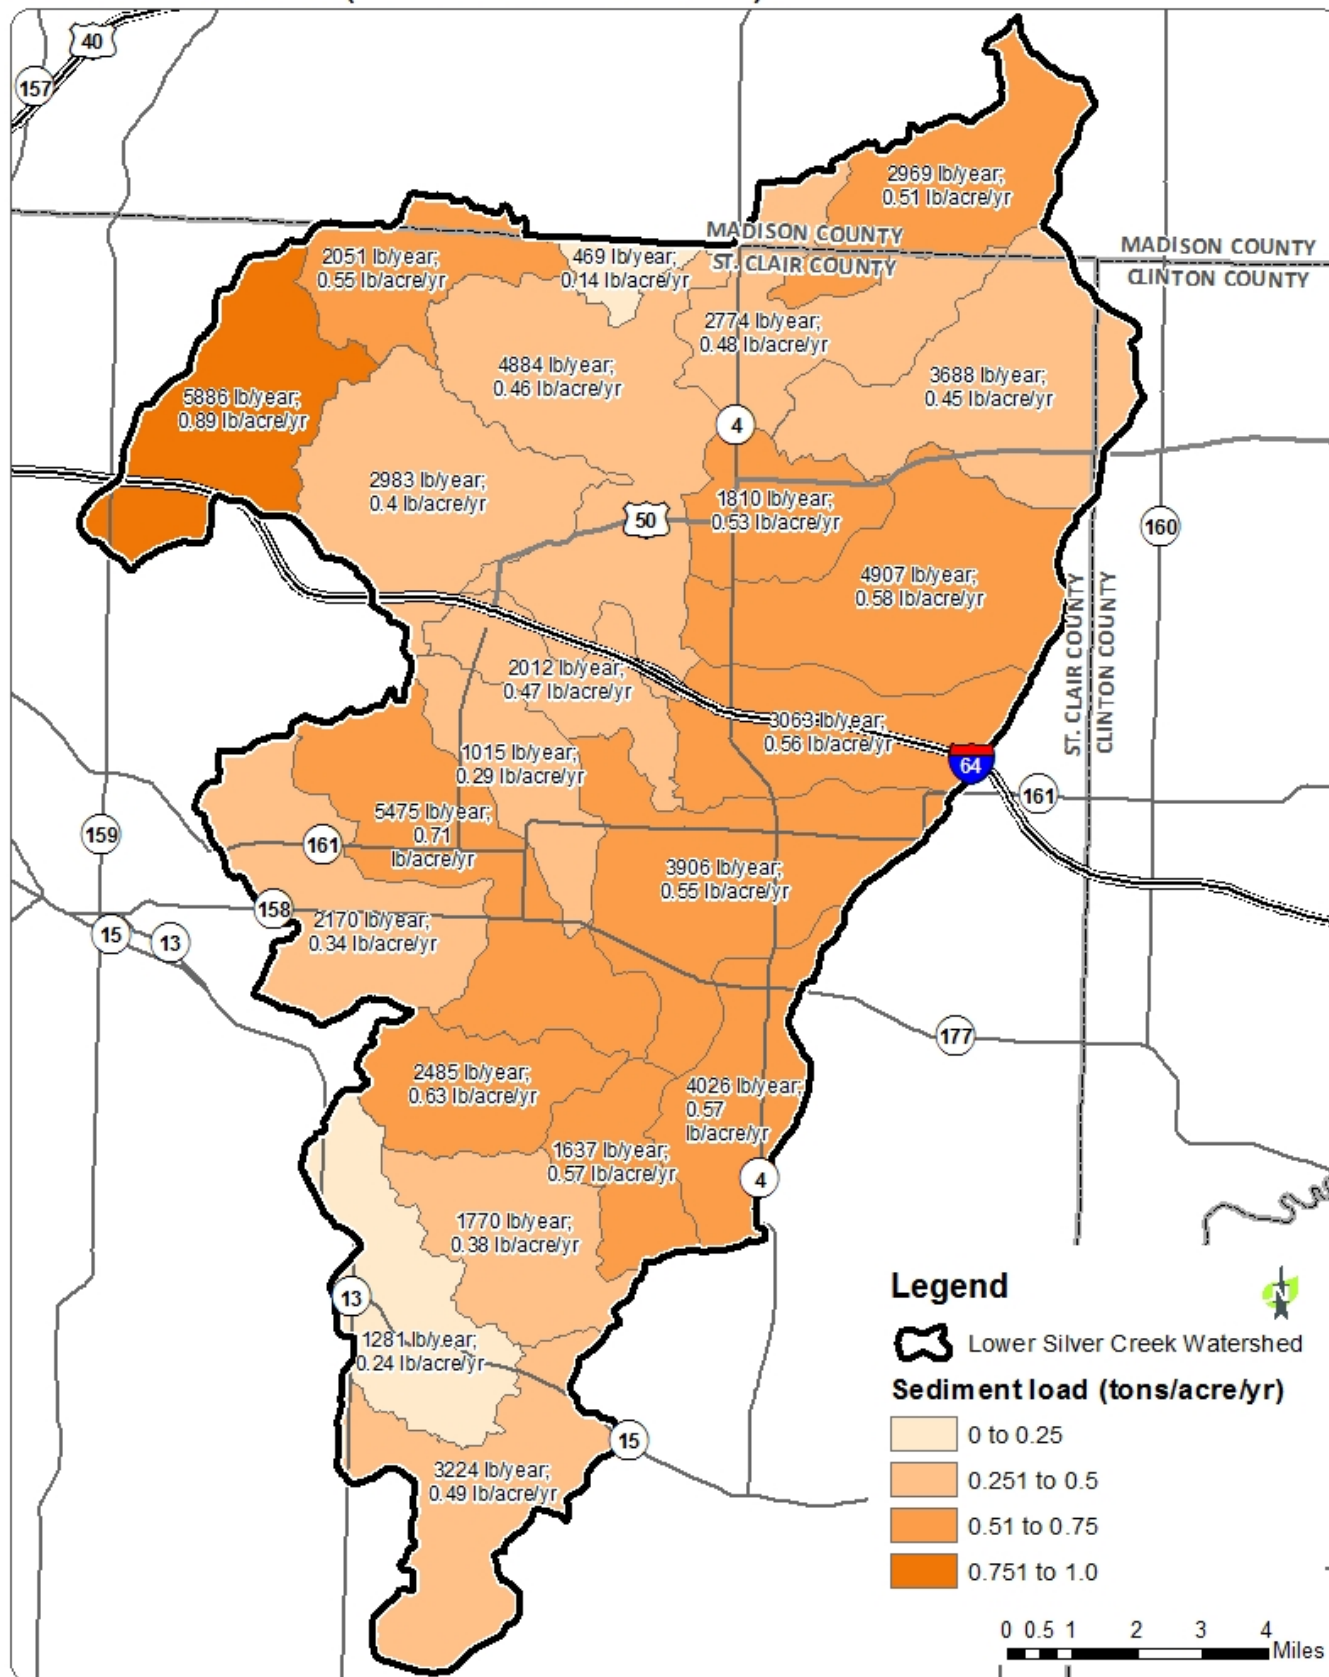 40
157
2969 lb/year;
0.51 lb/acre/yr
MADISON COUNTY
ST. CLAIR COUNTY
MADISON COUNTY
CLINTON COUNTY
2051 lb/year;
0.55 lb/acre/yr
469 lb/year;
0.14 lb/acre/yr
2774 lb/year;
0.48 lb/acre/yr
4884 lb/year;
0.46 lb/acre/yr
3688 lb/year;
0.45 lb/acre/yr
5886 lb/year;
0.89 lb/acre/yr
4
2983 lb/year;
0.4 lb/acre/yr
50
1810 lb/year;
0.53 lb/acre/yr
160
4907 lb/year;
0.58 lb/acre/yr
ST. CLAIR COUNTY
CLINTON COUNTY
2012 lb/year;
0.47 lb/acre/yr
3063 lb/year;
0.56 lb/acre/yr
64
1015 lb/year;
0.29 lb/acre/yr
161
5475 lb/year;
0.71
lb/acre/yr
159
161
3906 lb/year;
0.55 lb/acre/yr
158
2170 lb/year;
0.34 lb/acre/yr
15
13
177
2485 lb/year;
0.63 lb/acre/yr
4026 lb/year;
0.57
lb/acre/yr
1637 lb/year;
0.57 lb/acre/yr
4
1770 lb/year;
0.38 lb/acre/yr
13
1281 lb/year;
0.24 lb/acre/yr
15
3224 lb/year;
0.49 lb/acre/yr
Legend
N
Lower Silver Creek Watershed
Sediment load (tons/acre/yr)
0 to 0.25
0.251 to 0.5
0.51 to 0.75
0.751 to 1.0
0 0.5 1 2 3 4
Miles